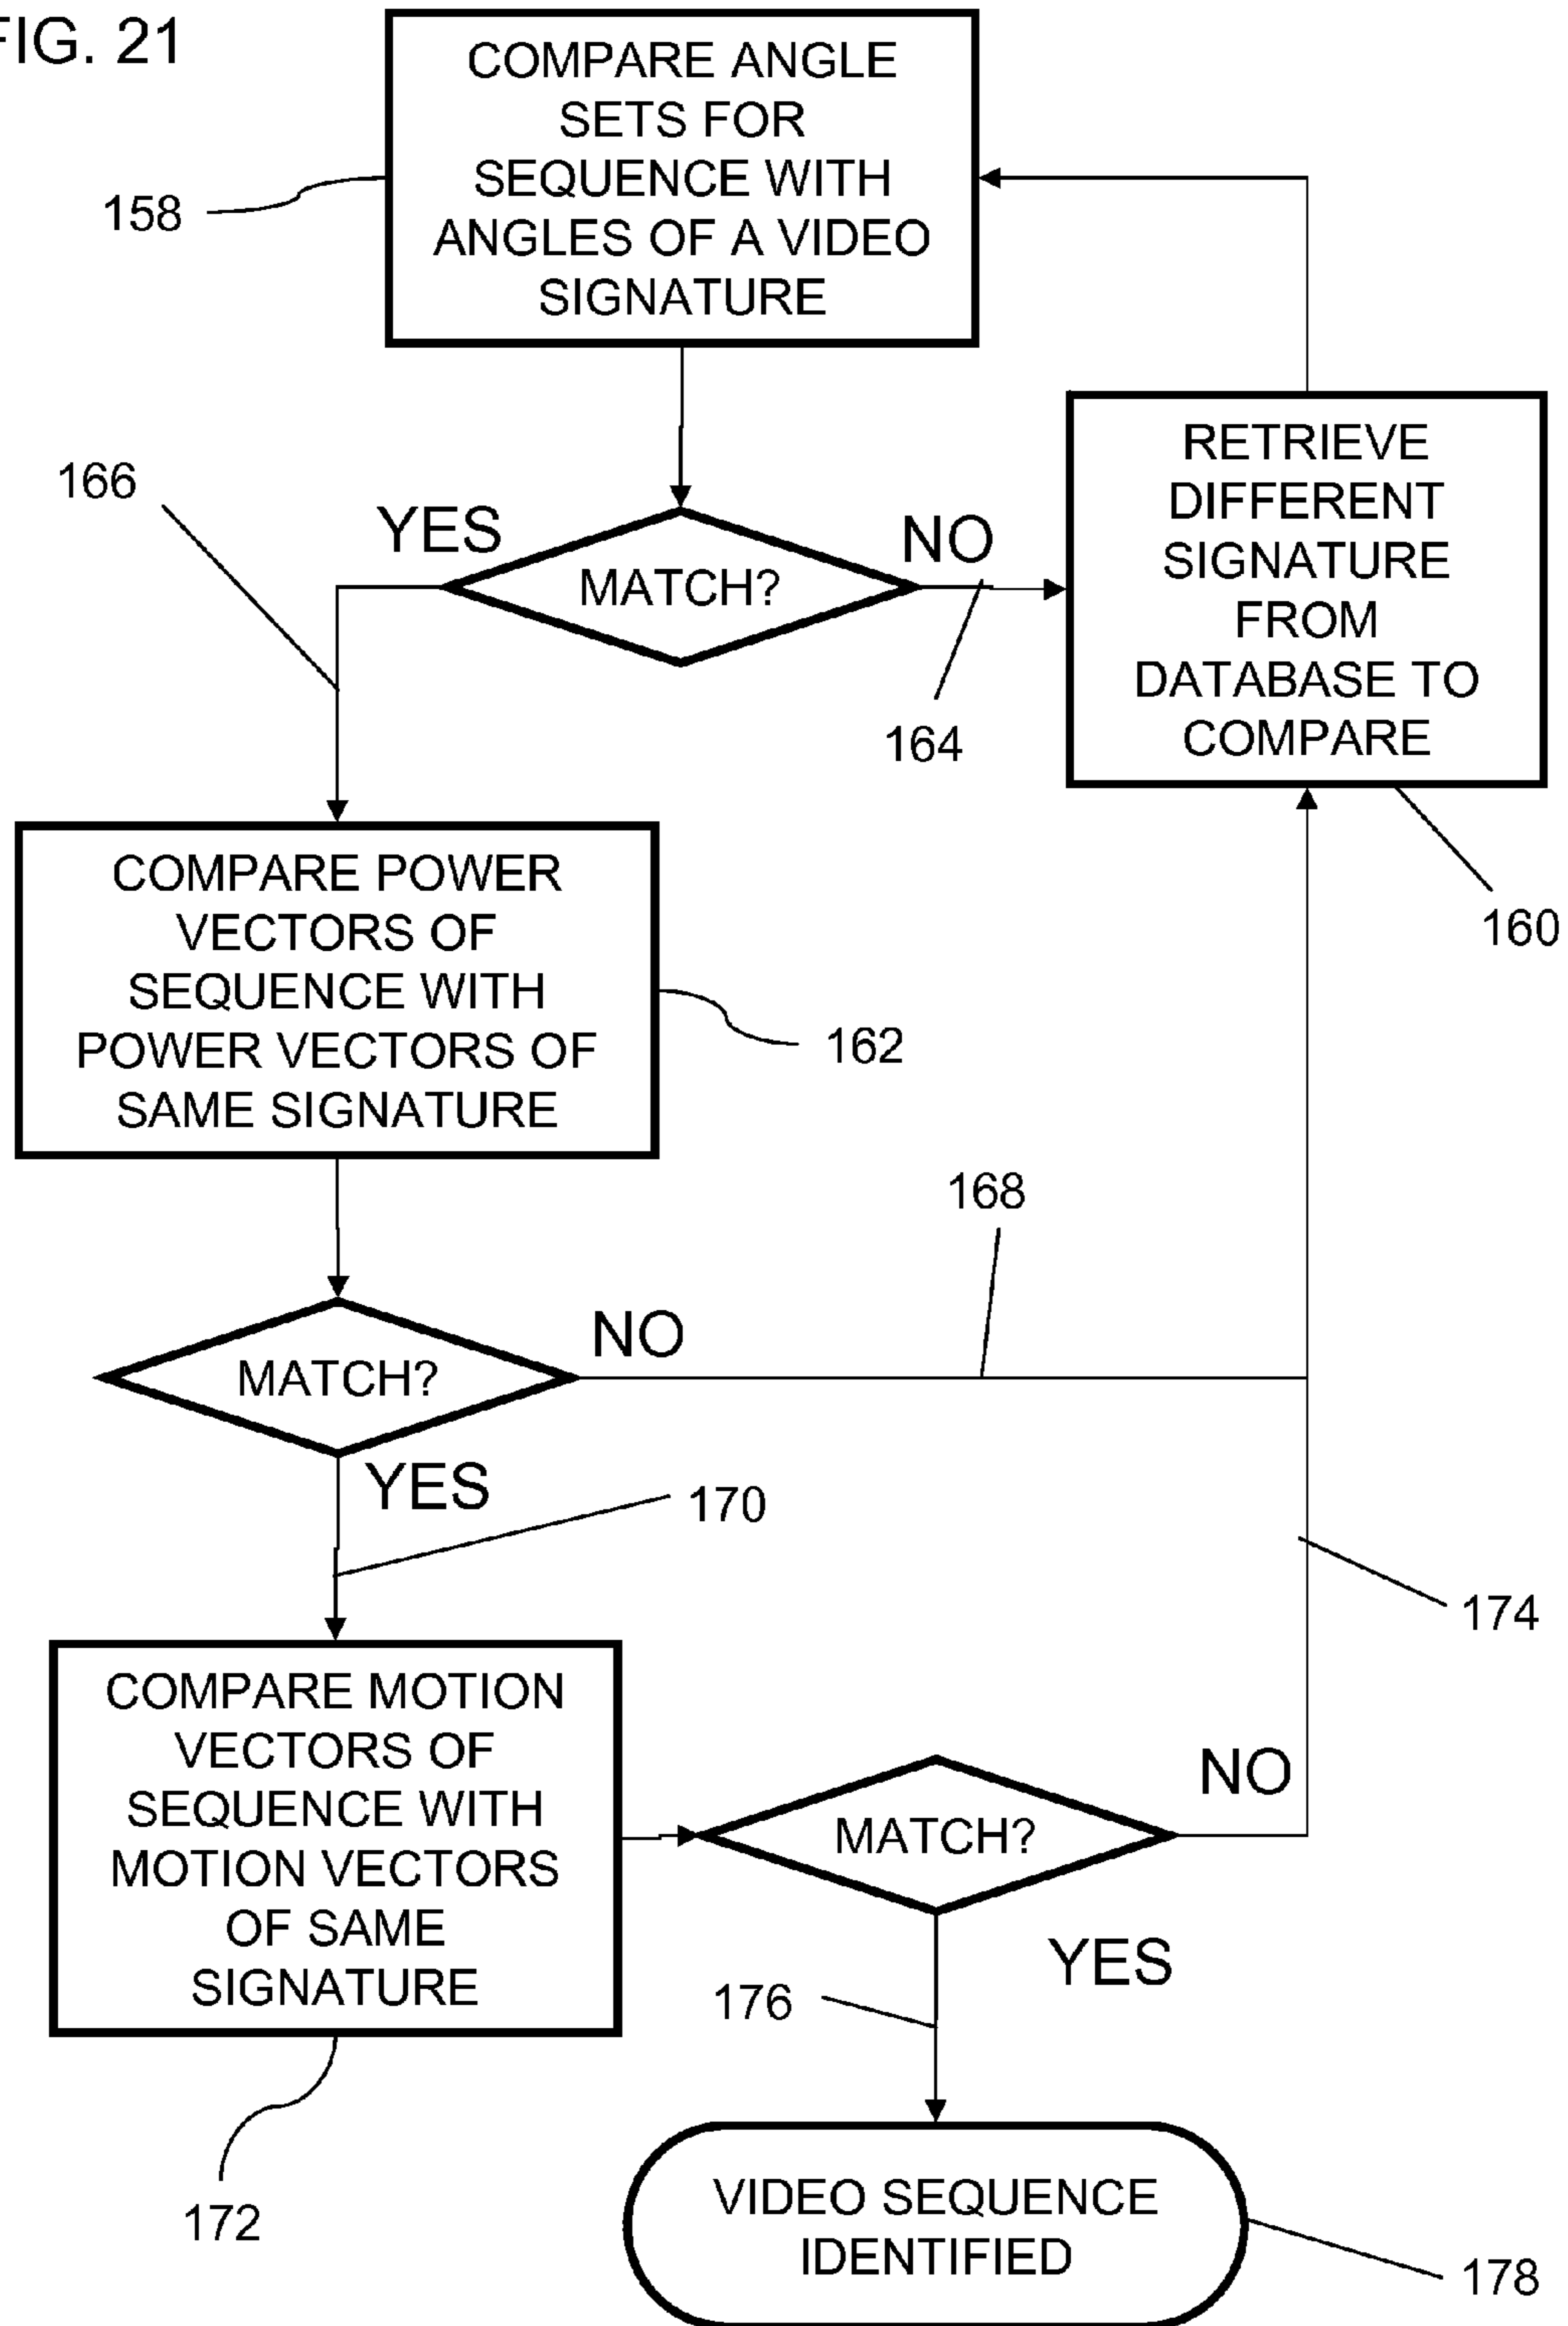 FIG. 21
COMPARE ANGLE
SETS FOR
SEQUENCE WITH
ANGLES OF A VIDEO
SIGNATURE
158
RETRIEVE
DIFFERENT
SIGNATURE
FROM
DATABASE TO
COMPARE
160
166
YES
NO
MATCH?
164
COMPARE POWER
VECTORS OF
SEQUENCE WITH
POWER VECTORS OF
SAME SIGNATURE
162
168
NO
MATCH?
YES
170
174
COMPARE MOTION
VECTORS OF
SEQUENCE WITH
MOTION VECTORS
OF SAME
SIGNATURE
172
NO
MATCH?
YES
176
VIDEO SEQUENCE
IDENTIFIED
178